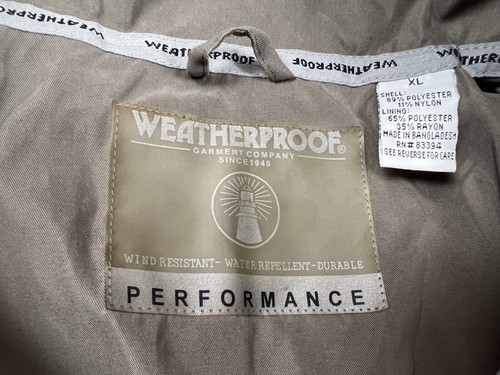 WEATHERPROOF WEATHERPROOF WEATHERPROOF WEATHERPROOF WEATHERPROOF
XL
SHELL:
89% POLYESTER
11% NYLON
LINING:
65% POLYESTER
35% RAYON
MADE IN BANGLADESH
RN# 83394
SEE REVERSE FOR CARE
WEATHERPROOF®
GARMENT COMPANY
SINCE 1948
WIND RESISTANT- WATER REPELLENT- DURABLE
PERFORMANCE